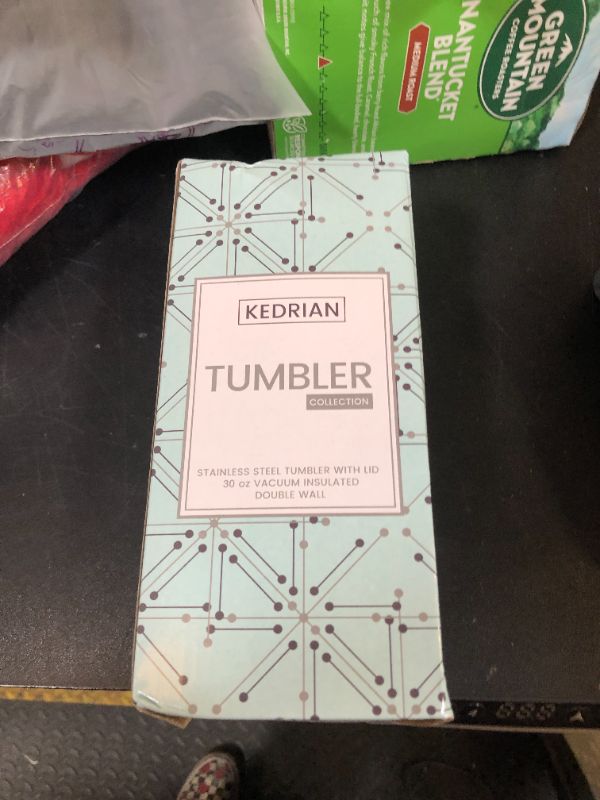 GREEN
MOUNTAIN
COFFEE ROASTERS
NANTUCKET
BLEND
MEDIUM ROAST
KEDRIAN
TUMBLER
COLLECTION
STAINLESS STEEL TUMBLER WITH LID
30 oz VACUUM INSULATED
DOUBLE WALL